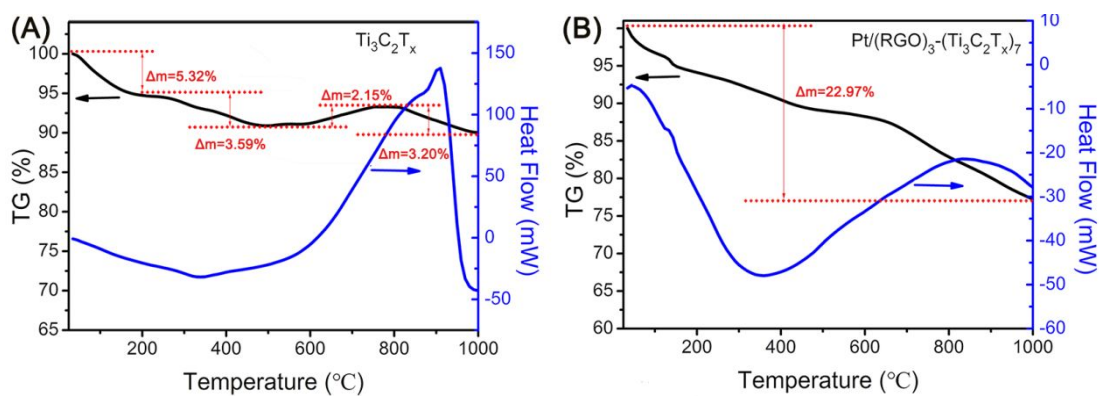 (A)
Ti₃C₂Tₓ
Δm=5.32%
Δm=3.59%
Δm=2.15%
Δm=3.20%
100
95
90
85
80
75
70
65
TG (%)
200
400
600
800
1000
Temperature (℃)
150
100
50
0
-50
Heat Flow (mW)
(B)
Pt/(RGO)₃-(Ti₃C₂Tₓ)₇
Δm=22.97%
95
90
85
80
75
70
65
60
TG (%)
200
400
600
800
1000
Temperature (℃)
10
0
-10
-20
-30
-40
-50
-60
Heat Flow (mW)